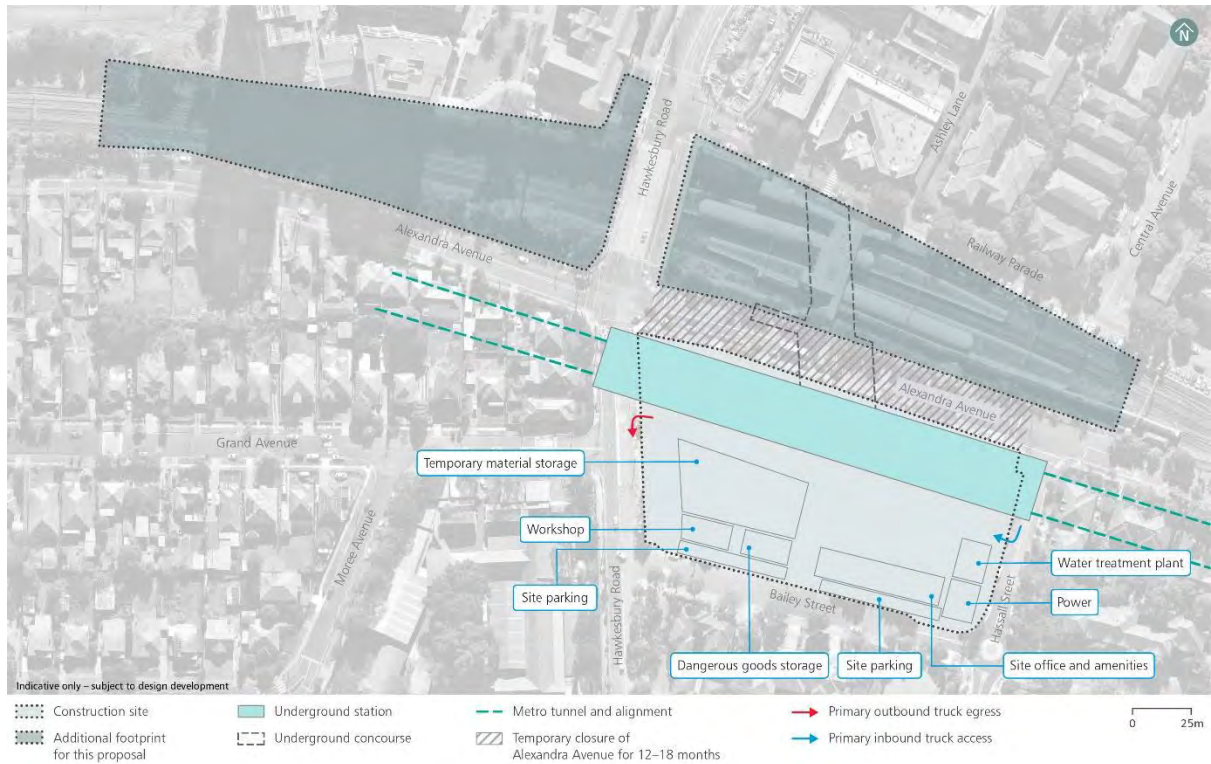 N
Hawkesbury Road
Ashley Lane
Central Avenue
Railway Parade
Alexandra Avenue
Alexandra Avenue
Grand Avenue
Temporary material storage
Moree Avenue
Workshop
Site parking
Hawkesbury Road
Bailey Street
Hassall Street
Water treatment plant
Power
Dangerous goods storage
Site parking
Site office and amenities
Indicative only – subject to design development
Construction site
Additional footprint
for this proposal
Underground station
Underground concourse
Metro tunnel and alignment
Temporary closure of
Alexandra Avenue for 12–18 months
Primary outbound truck egress
Primary inbound truck access
0 25m